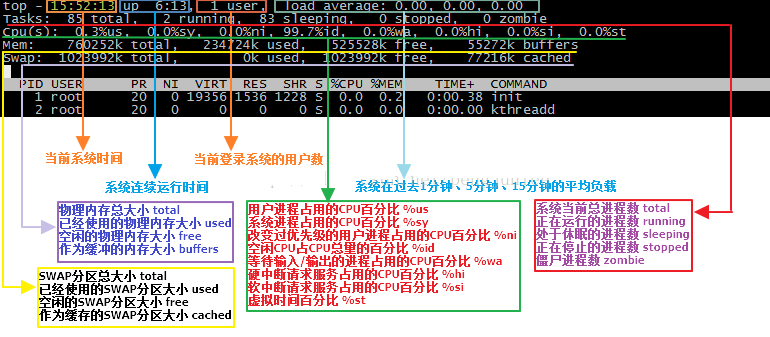 top - 15:52:13 up 6:13, 1 user, load average: 0.00, 0.00, 0.00
Tasks: 85 total, 2 running, 83 sleeping, 0 stopped, 0 zombie
Cpu(s): 0.3%us, 0.0%sy, 0.0%ni, 99.7%id, 0.0%wa, 0.0%hi, 0.0%si, 0.0%st
Mem: 760252k total, 234724k used, 525528k free, 55272k buffers
Swap: 1023992k total, 0k used, 1023992k free, 77216k cached
PID USER PR NI VIRT RES SHR S %CPU %MEM TIME+ COMMAND
1 root 20 0 19356 1536 1228 S 0.0 0.2 0:00.38 init
2 root 20 0 0 0 0 S 0.0 0.0 0:00.00 kthreadd
当前系统时间
当前登录系统的用户数
系统连续运行时间
系统在过去1分钟、5分钟、15分钟的平均负载
物理内存总大小 total
已经使用的物理内存大小 used
空闲的物理内存大小 free
作为缓冲的内存大小 buffers
SWAP分区总大小 total
已经使用的SWAP分区大小 used
空闲的SWAP分区大小 free
作为缓存的SWAP分区大小 cached
用户进程占用的CPU百分比 %us
系统进程占用的CPU百分比 %sy
改变过优先级的用户进程占用的CPU百分比 %ni
空闲CPU占CPU总里的百分比 %id
等待输入/输出的进程占用的CPU百分比 %wa
硬中断请求服务占用的CPU百分比 %hi
软中断请求服务占用的CPU百分比 %si
虚拟时间百分比 %st
系统当前总进程数 total
正在运行的进程数 running
处于休眠的进程数 sleeping
正在停止的进程数 stopped
僵尸进程数 zombie